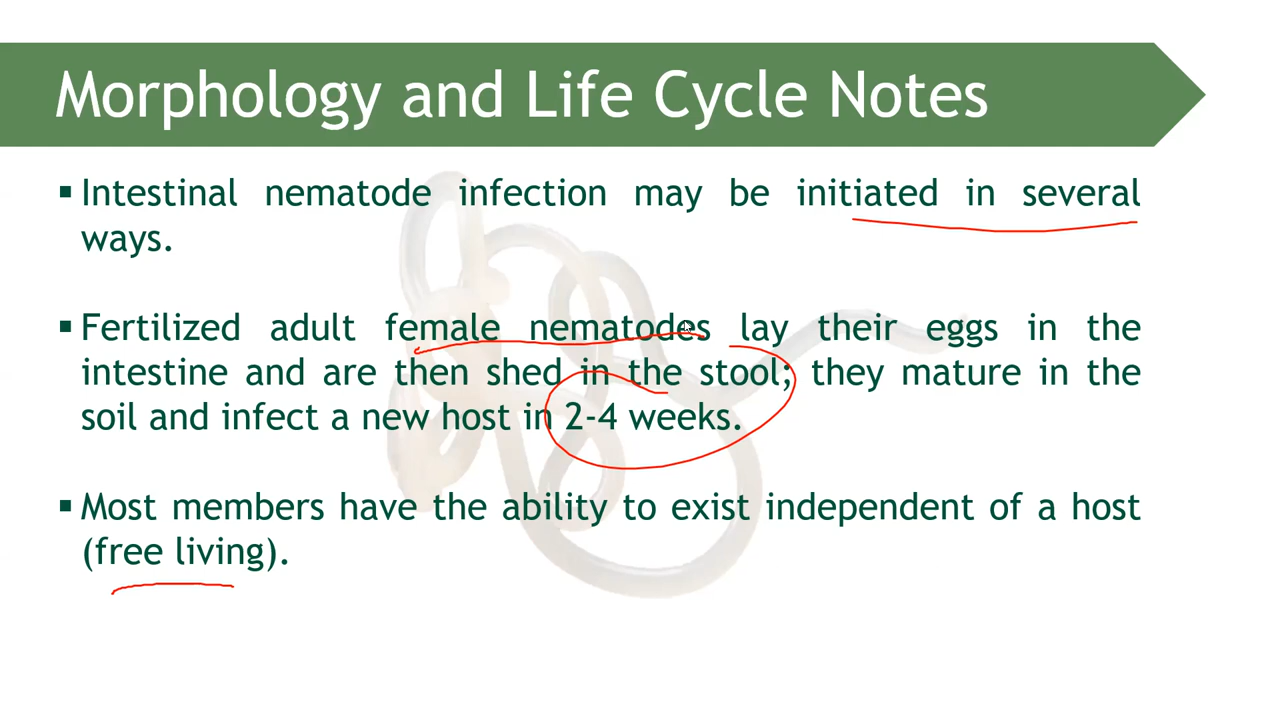 Morphology and Life Cycle Notes
▪Intestinal nematode infection may be initiated in several
ways.
▪Fertilized adult female nematodes lay their eggs in the
intestine and are then shed in the stool; they mature in the
soil and infect a new host in 2-4 weeks.
▪Most members have the ability to exist independent of a host
(free living).